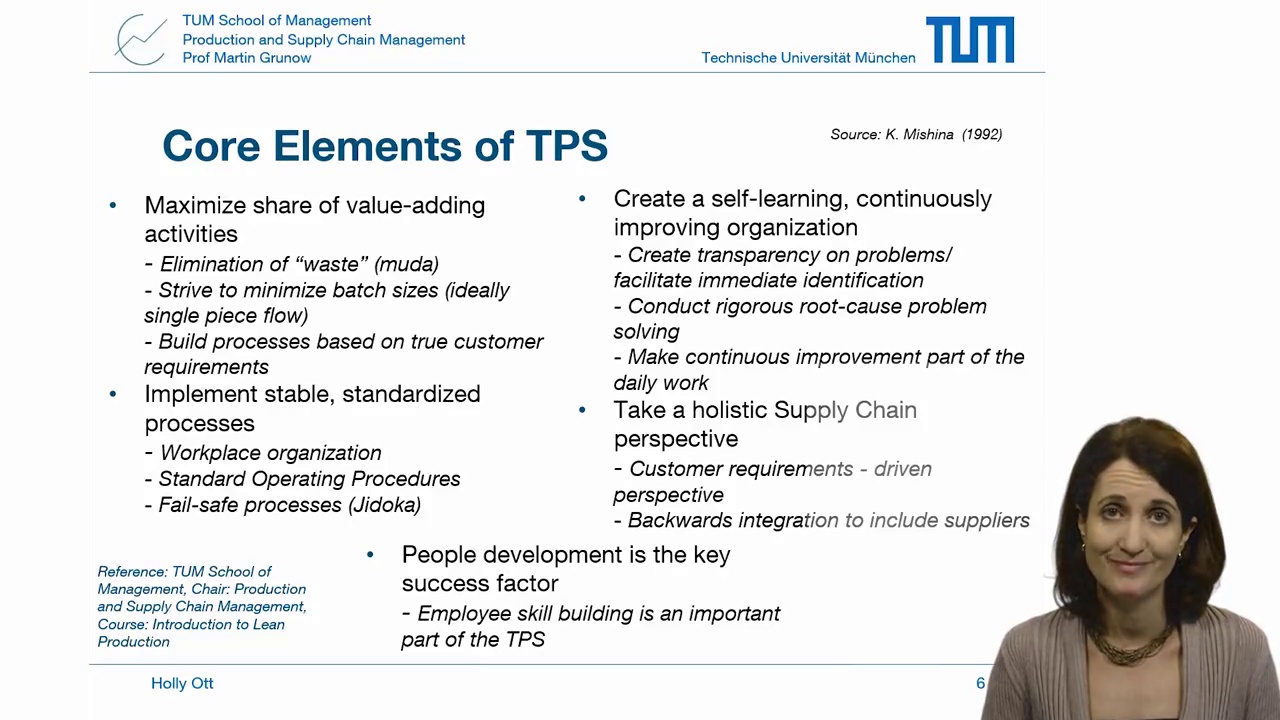 TUM School of Management
Production and Supply Chain Management
Prof Martin Grunow
Technische Universität München
TUM
Core Elements of TPS
Source: K. Mishina (1992)
• Maximize share of value-adding
activities
- Elimination of “waste” (muda)
- Strive to minimize batch sizes (ideally
single piece flow)
- Build processes based on true customer
requirements
• Implement stable, standardized
processes
- Workplace organization
- Standard Operating Procedures
- Fail-safe processes (Jidoka)
• Create a self-learning, continuously
improving organization
- Create transparency on problems/
facilitate immediate identification
- Conduct rigorous root-cause problem
solving
- Make continuous improvement part of the
daily work
• Take a holistic Supply Chain
perspective
- Customer requirements - driven
perspective
- Backwards integration to include suppliers
• People development is the key
success factor
- Employee skill building is an important
part of the TPS
Reference: TUM School of
Management, Chair: Production
and Supply Chain Management,
Course: Introduction to Lean
Production
Holly Ott
6